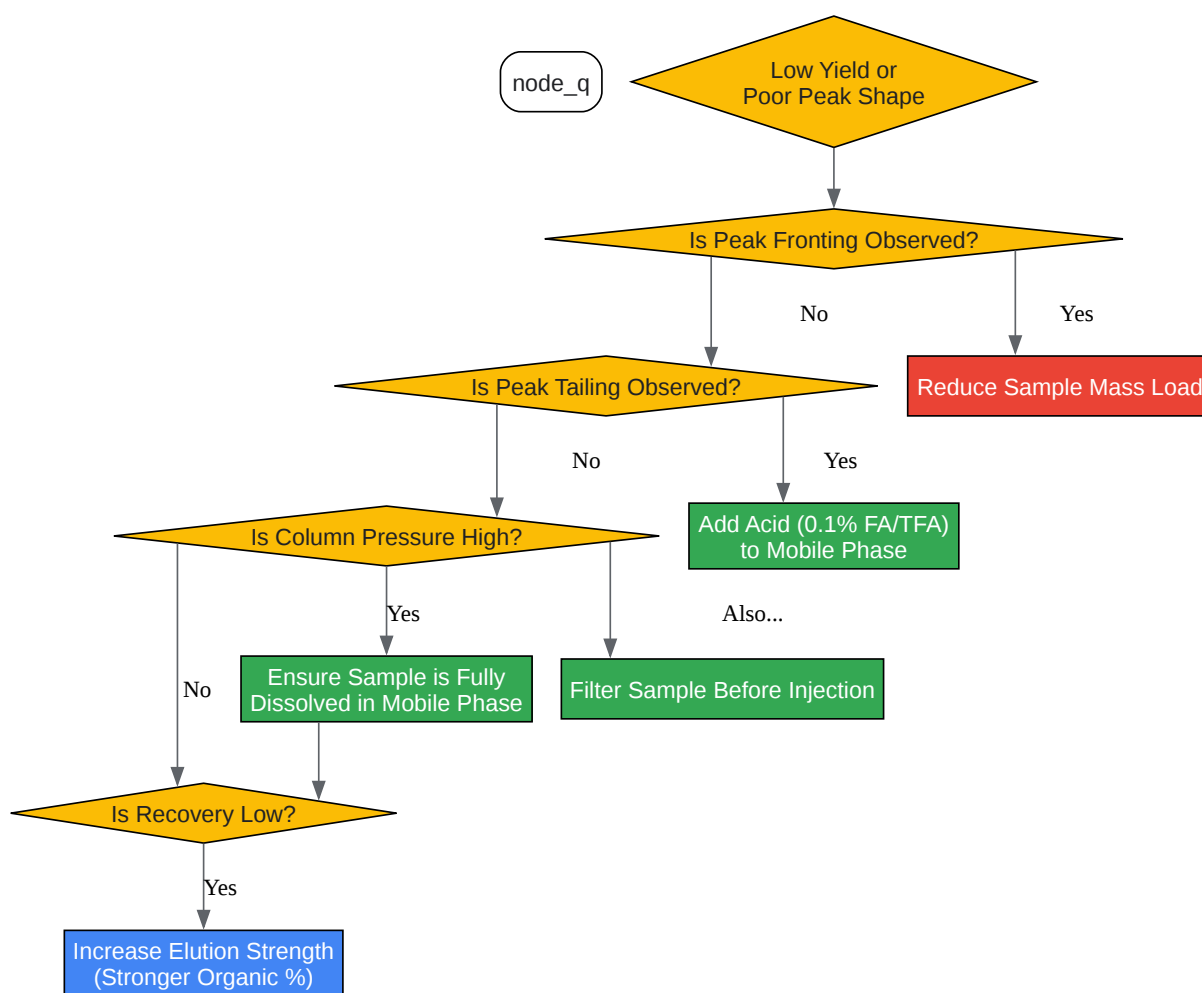 node_q
Low Yield or
Poor Peak Shape
Is Peak Fronting Observed?
No
Yes
Is Peak Tailing Observed?
Reduce Sample Mass Load
No
Yes
Is Column Pressure High?
Add Acid (0.1% FA/TFA)
to Mobile Phase
Yes
Also...
No
Ensure Sample is Fully
Dissolved in Mobile Phase
Filter Sample Before Injection
Is Recovery Low?
Yes
Increase Elution Strength
(Stronger Organic %)